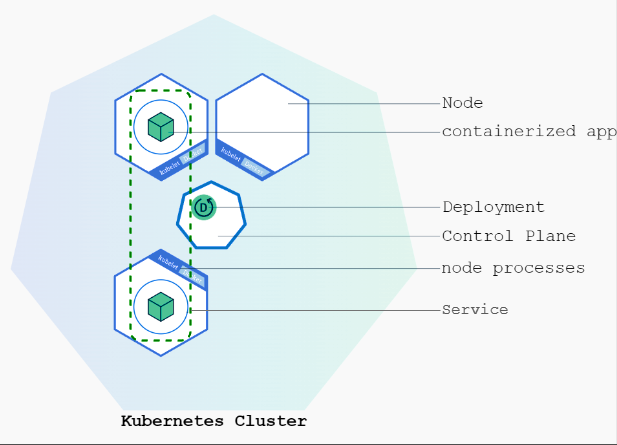 Node
containerized app
kubelet
kubelet
D
Deployment
Control Plane
kubelet
node processes
Service
Kubernetes Cluster